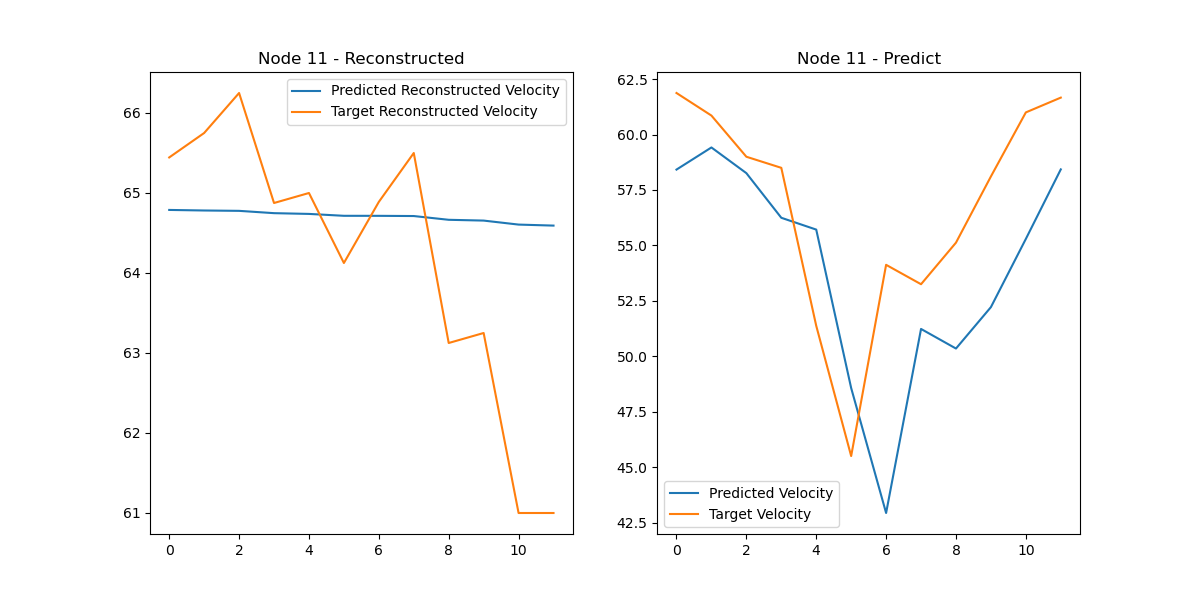 Node 11 - Reconstructed
Predicted Reconstructed Velocity
Target Reconstructed Velocity
66
65
64
63
62
61
0 2 4 6 8 10
Node 11 - Predict
62.5
60.0
57.5
55.0
52.5
50.0
47.5
45.0
42.5
Predicted Velocity
Target Velocity
0 2 4 6 8 10